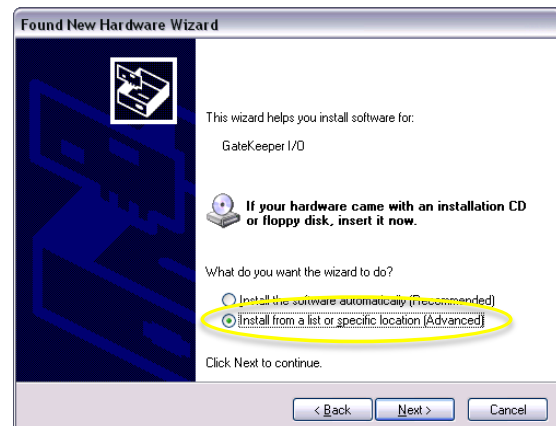 Found New Hardware Wizard
This wizard helps you install software for:
GateKeeper I/O
If your hardware came with an installation CD
or floppy disk, insert it now.
What do you want the wizard to do?
Install the software automatically (Recommended)
Install from a list or specific location (Advanced)
Click Next to continue.
< Back
Next >
Cancel